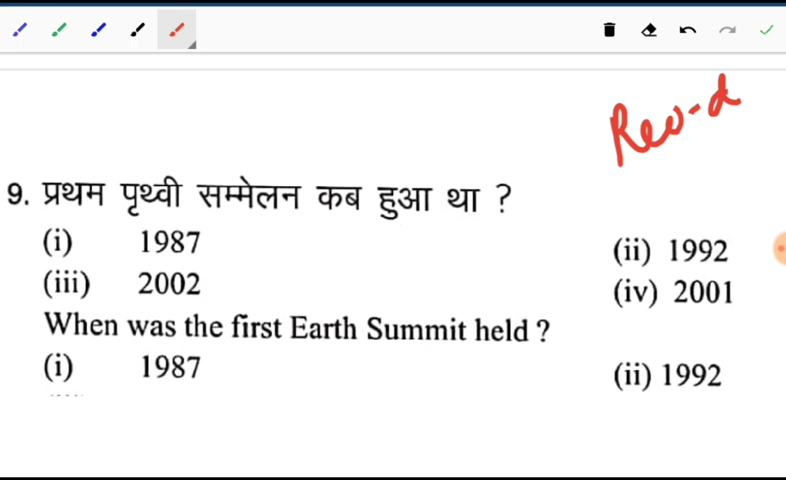 Rev-d
9. प्रथम पृथ्वी सम्मेलन कब हुआ था ?
(i) 1987 (ii) 1992
(iii) 2002 (iv) 2001
When was the first Earth Summit held ?
(i) 1987 (ii) 1992